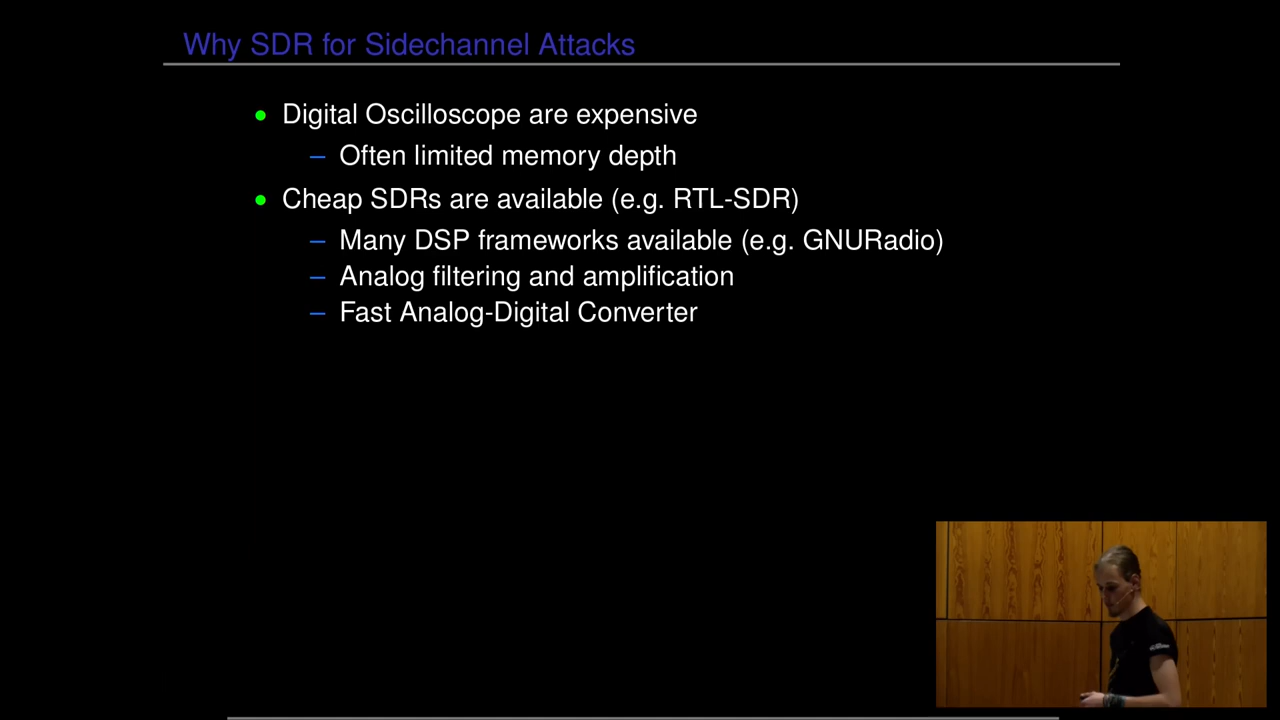 Why SDR for Sidechannel Attacks
• Digital Oscilloscope are expensive
– Often limited memory depth
• Cheap SDRs are available (e.g. RTL-SDR)
– Many DSP frameworks available (e.g. GNURadio)
– Analog filtering and amplification
– Fast Analog-Digital Converter